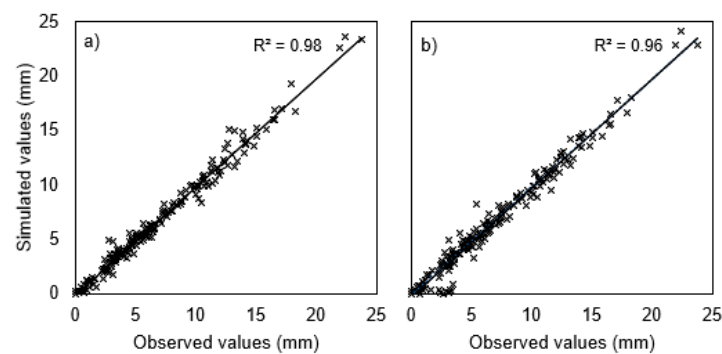 25
20
15
10
5
0
Simulated values (mm)
a)
R² = 0.98
0 5 10 15 20 25
Observed values (mm)
b)
R² = 0.96
0 5 10 15 20 25
Observed values (mm)